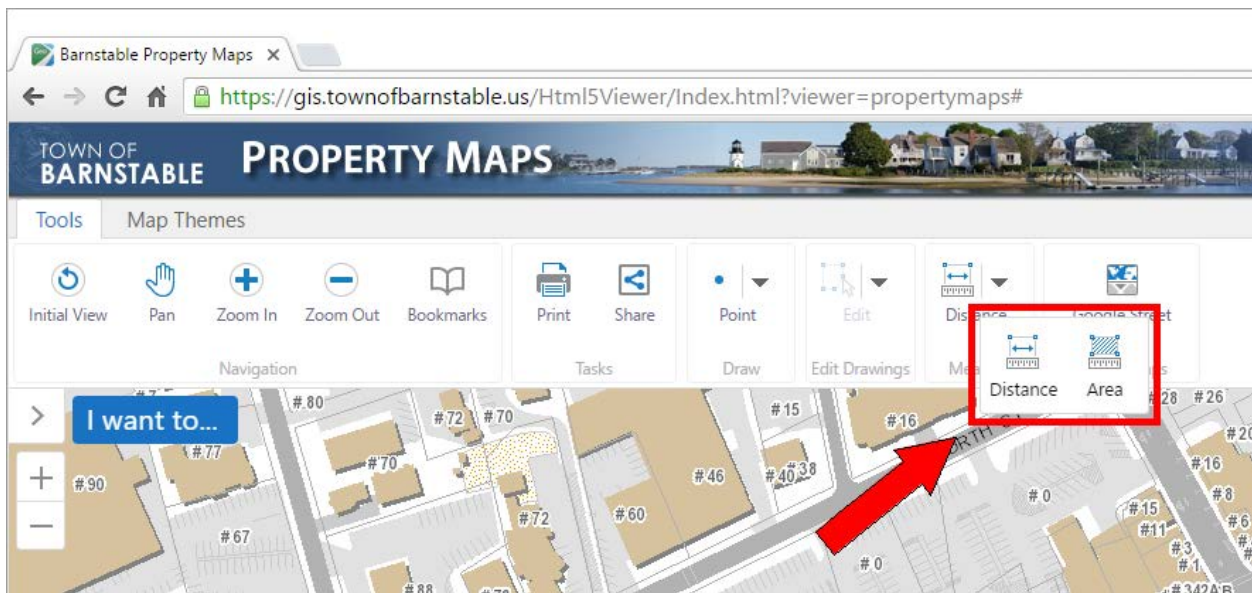 Barnstable Property Maps
https://gis.townofbarnstable.us/Html5Viewer/Index.html?viewer=propertymaps#
TOWN OF
BARNSTABLE
PROPERTY MAPS
Tools Map Themes
Initial View Pan Zoom In Zoom Out Bookmarks Print Share Point Edit Distance Google Street
Navigation Tasks Draw Edit Drawings
Distance Area
I want to...
#80 #72 #70 #15 #16 #28 #26
#77 #70 #46 #40 #38 #20
#90 #16
#0 #8
#72 #60 #15 #6
#67 #11
#3
#0 #1
#88 #342AB